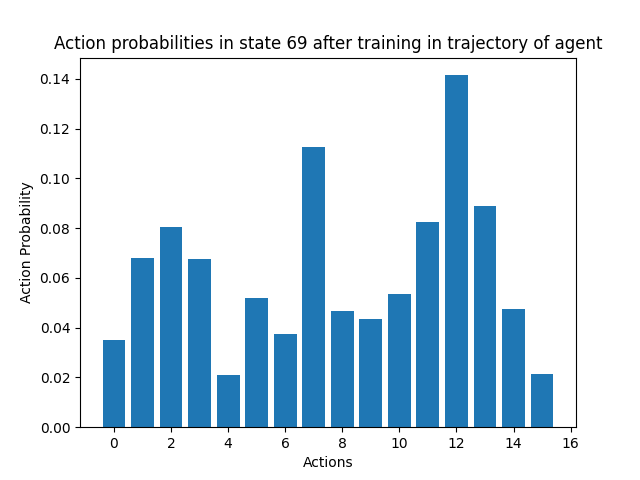 Action probabilities in state 69 after training in trajectory of agent
0.14
0.12
0.10
0.08
0.06
0.04
0.02
0.00
Action Probability
0 2 4 6 8 10 12 14 16
Actions